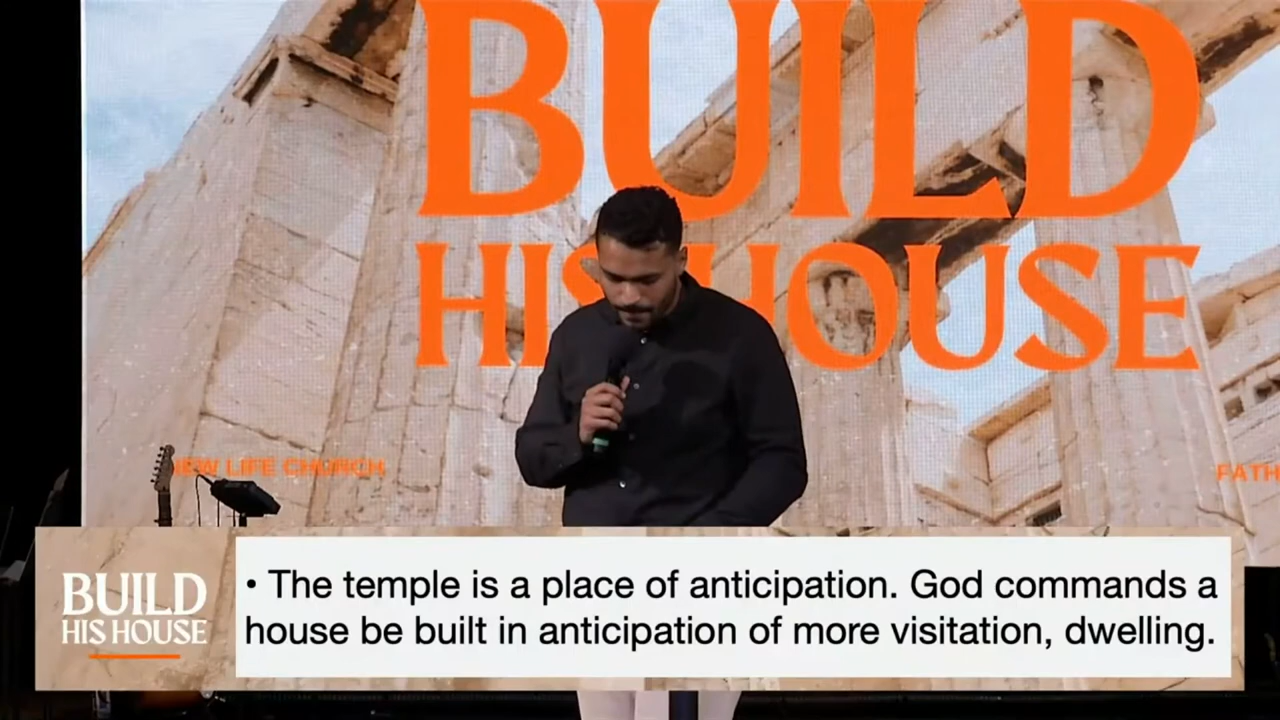 BUILD
HIS HOUSE
NEW LIFE CHURCH
FATH
BUILD
HIS HOUSE
• The temple is a place of anticipation. God commands a
house be built in anticipation of more visitation, dwelling.